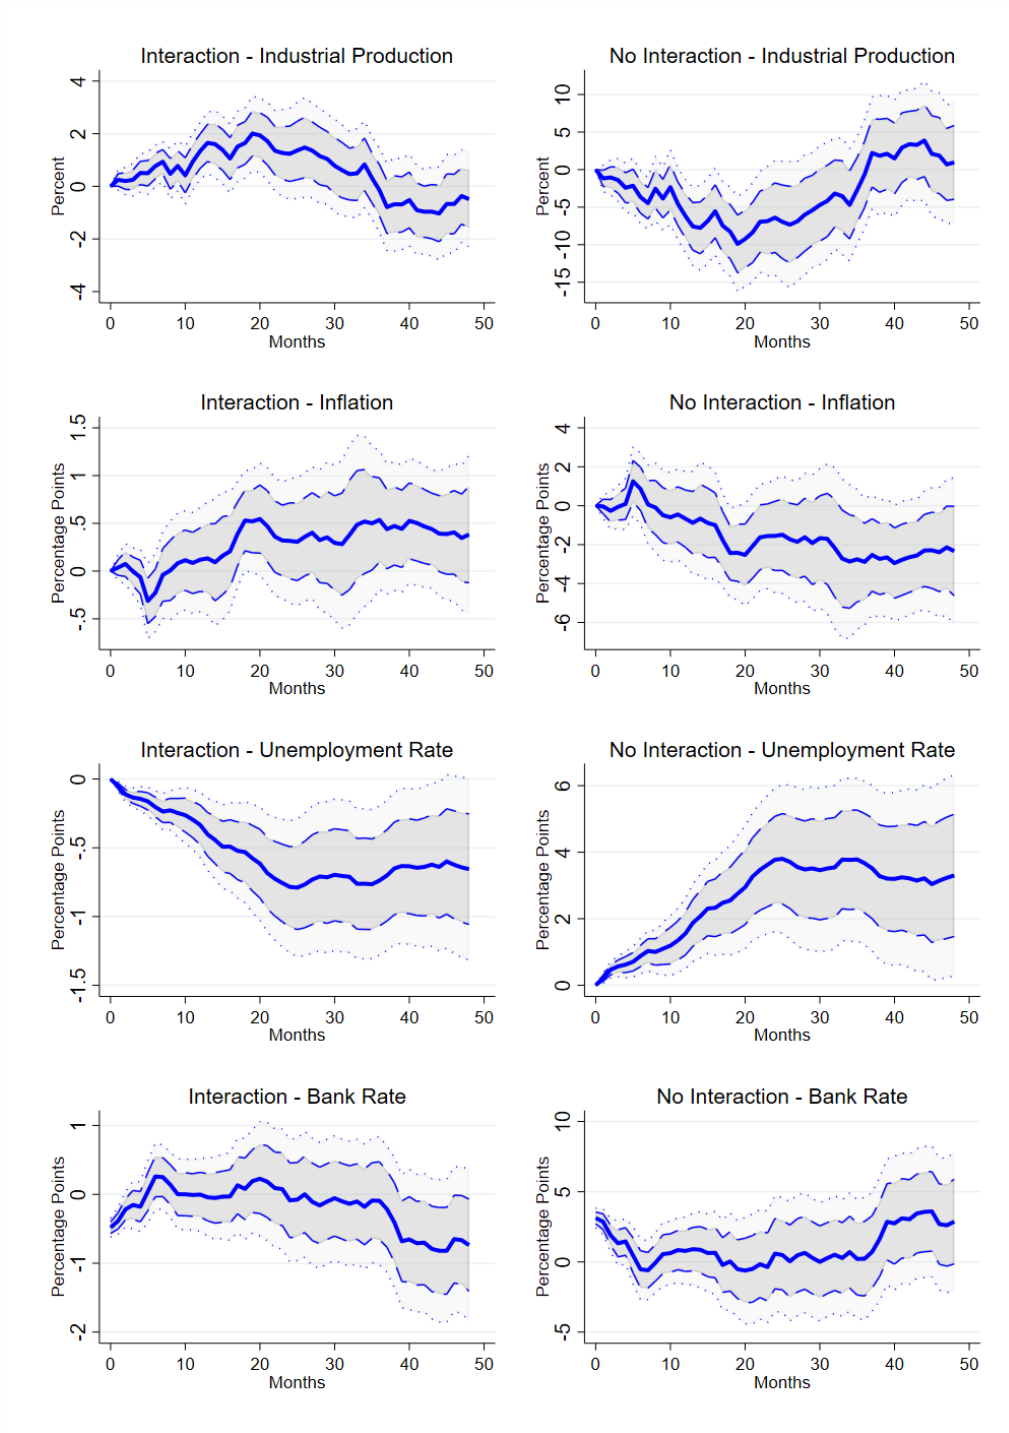 Interaction - Industrial Production
Percent
4
2
0
-2
-4
0 10 20 30 40 50
Months
No Interaction - Industrial Production
Percent
10
5
0
-5
-10
-15
0 10 20 30 40 50
Months
Interaction - Inflation
Percentage Points
1.5
1
.5
0
-.5
0 10 20 30 40 50
Months
No Interaction - Inflation
Percentage Points
4
2
0
-2
-4
-6
0 10 20 30 40 50
Months
Interaction - Unemployment Rate
Percentage Points
0
-.5
-1
-1.5
0 10 20 30 40 50
Months
No Interaction - Unemployment Rate
Percentage Points
6
4
2
0
0 10 20 30 40 50
Months
Interaction - Bank Rate
Percentage Points
1
0
-1
-2
0 10 20 30 40 50
Months
No Interaction - Bank Rate
Percentage Points
10
5
0
-5
0 10 20 30 40 50
Months